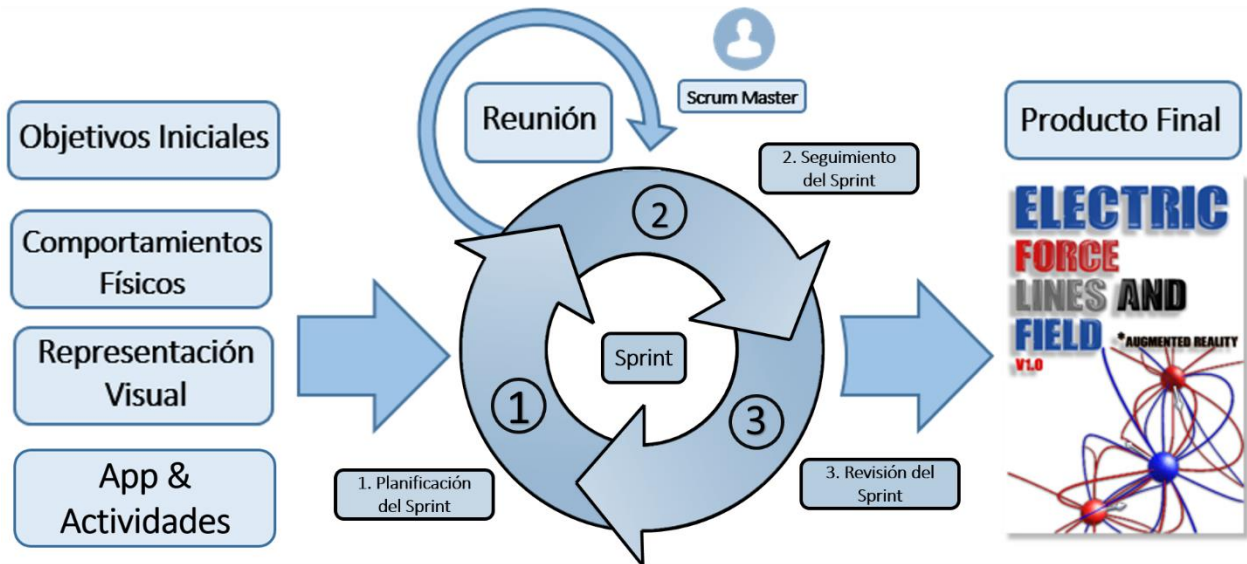 Objetivos Iniciales
Comportamientos
Físicos
Representación
Visual
App &
Actividades
Reunión
Scrum Master
2. Seguimiento
del Sprint
2
Sprint
1
3
1. Planificación
del Sprint
3. Revisión del
Sprint
Producto Final
ELECTRIC
FORCE
LINES AND
FIELD *AUGMENTED REALITY
V1.0